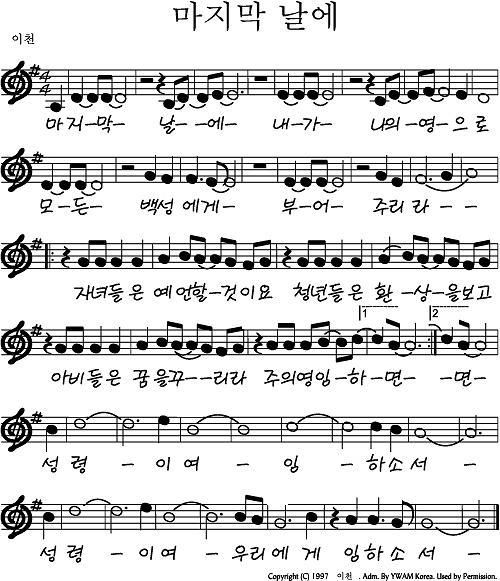 마지막 날에
이천
4
4
마 지-막- 날--에- 내-가- 나의-영-으로
모--든- 백성 에게- 부-어- 주리 라--
자녀들 은 예 언할-것이요 청년들 은 환-상-을보고
1 2
아비들 은 꿈 을꾸---리라 주의영임-하-면- -면-
성 령 - 이 여 - 임 - 하 소 서 -
성 령 - 이 여 - 우리 에 게 임 하 소 서 -
Copyright (C) 1997 이천 . Adm. By YWAM Korea. Used by Permission.